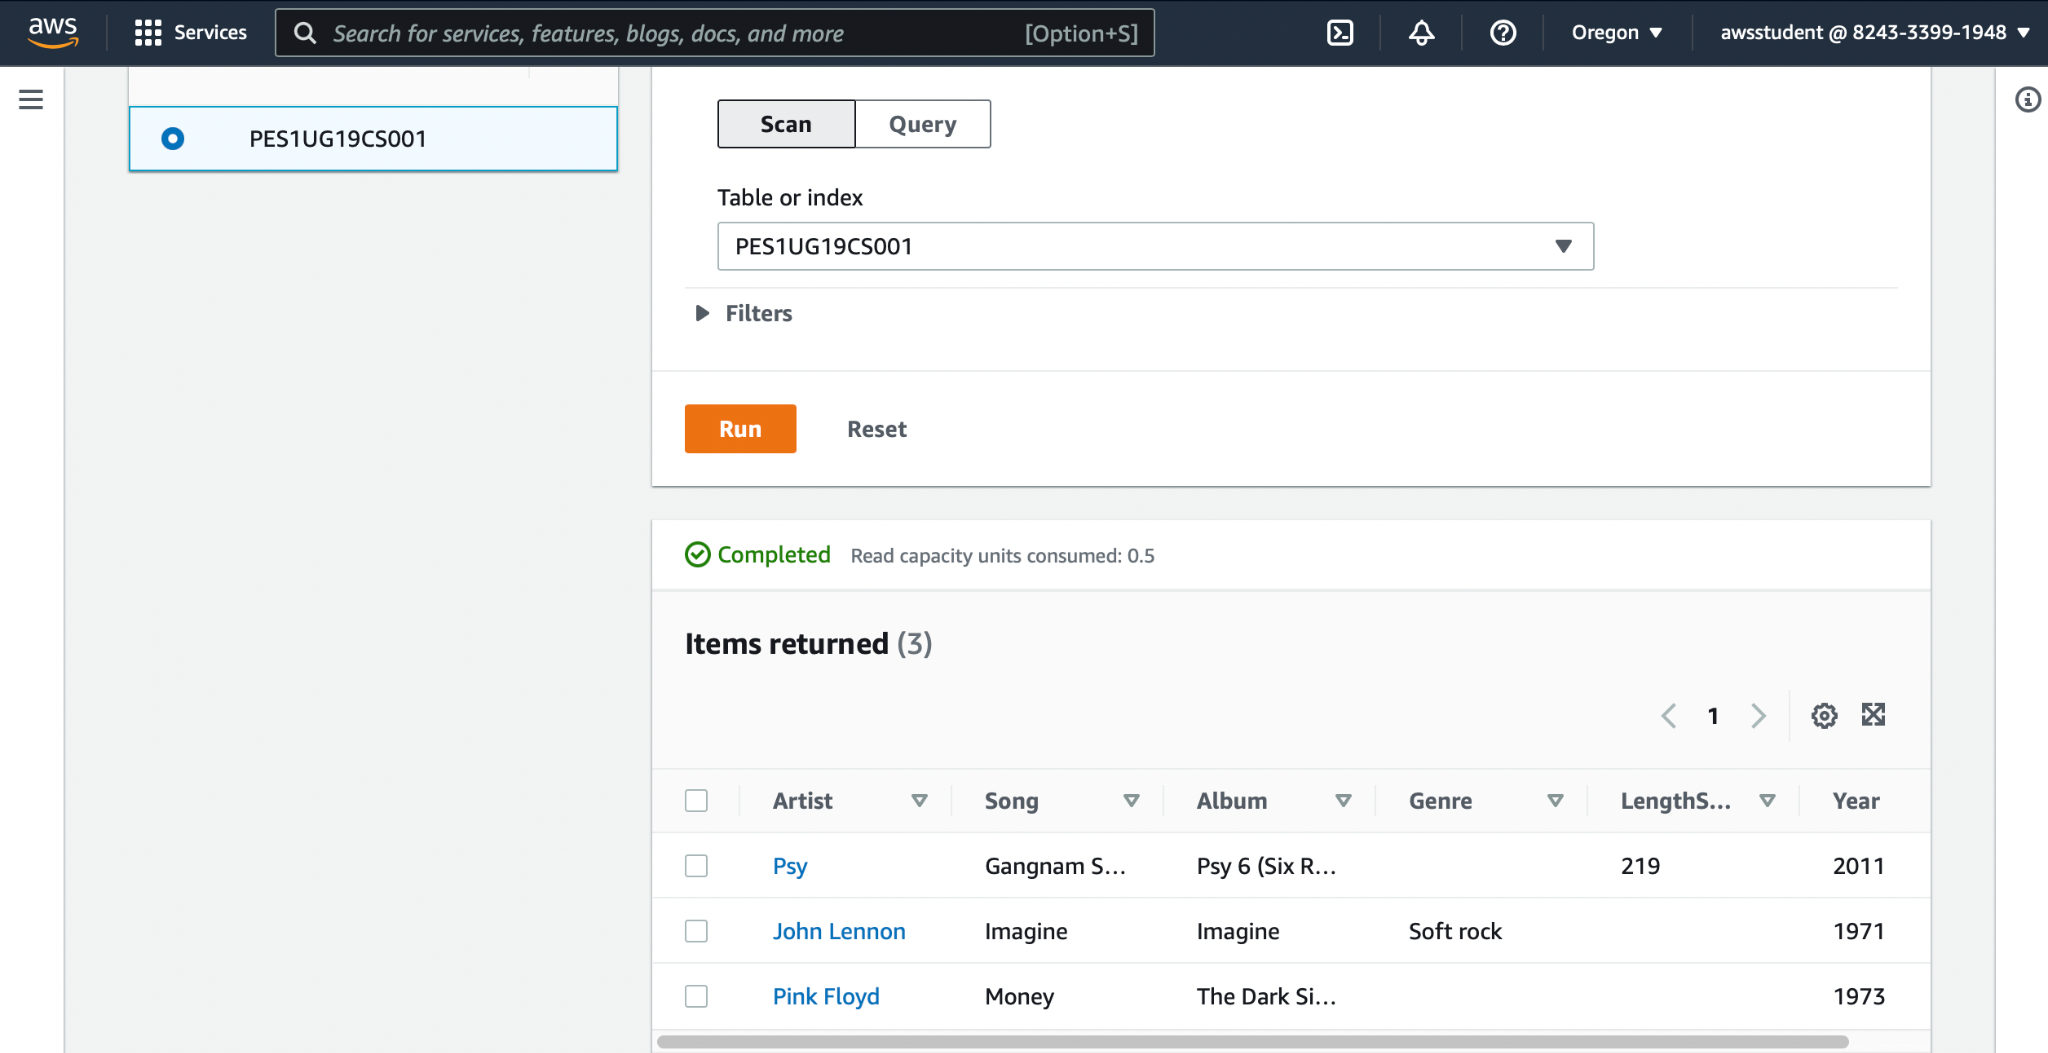 aws Services Search for services, features, blogs, docs, and more [Option+S] Oregon awsstudent @ 8243-3399-1948
PES1UG19CS001
Scan Query
Table or index
PES1UG19CS001
Filters
Run Reset
Completed Read capacity units consumed: 0.5
Items returned (3)
1
Artist Song Album Genre LengthS... Year
Psy Gangnam S... Psy 6 (Six R... 219 2011
John Lennon Imagine Imagine Soft rock 1971
Pink Floyd Money The Dark Si... 1973